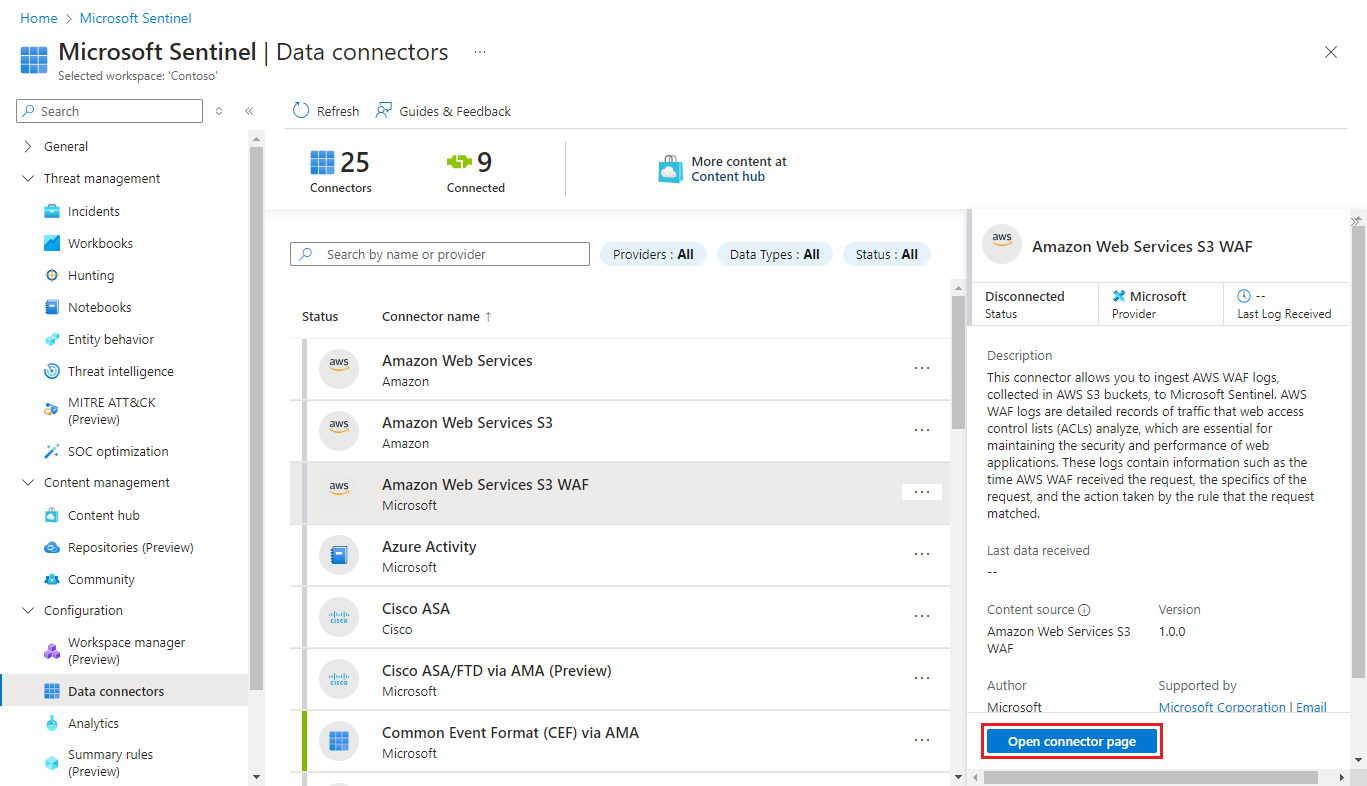 Home > Microsoft Sentinel
Microsoft Sentinel | Data connectors ...
Selected workspace: 'Contoso'
Search
Refresh
Guides & Feedback
General
Threat management
Incidents
Workbooks
Hunting
Notebooks
Entity behavior
Threat intelligence
MITRE ATT&CK
(Preview)
SOC optimization
Content management
Content hub
Repositories (Preview)
Community
Configuration
Workspace manager
(Preview)
Data connectors
Analytics
Summary rules
(Preview)
25
Connectors
9
Connected
More content at
Content hub
Search by name or provider
Providers : All
Data Types : All
Status : All
Status
Connector name ↑
aws
Amazon Web Services
Amazon
...
aws
Amazon Web Services S3
Amazon
...
aws
Amazon Web Services S3 WAF
Microsoft
...
Azure Activity
Microsoft
...
cisco
Cisco ASA
Cisco
...
cisco
Cisco ASA/FTD via AMA (Preview)
Microsoft
...
Common Event Format (CEF) via AMA
Microsoft
...
aws
Amazon Web Services S3 WAF
Disconnected
Status
Microsoft
Provider
--
Last Log Received
Description
This connector allows you to ingest AWS WAF logs,
collected in AWS S3 buckets, to Microsoft Sentinel. AWS
WAF logs are detailed records of traffic that web access
control lists (ACLs) analyze, which are essential for
maintaining the security and performance of web
applications. These logs contain information such as the
time AWS WAF received the request, the specifics of the
request, and the action taken by the rule that the request
matched.
Last data received
--
Content source
Amazon Web Services S3
WAF
Version
1.0.0
Author
Microsoft
Supported by
Microsoft Corporation | Email
Open connector page